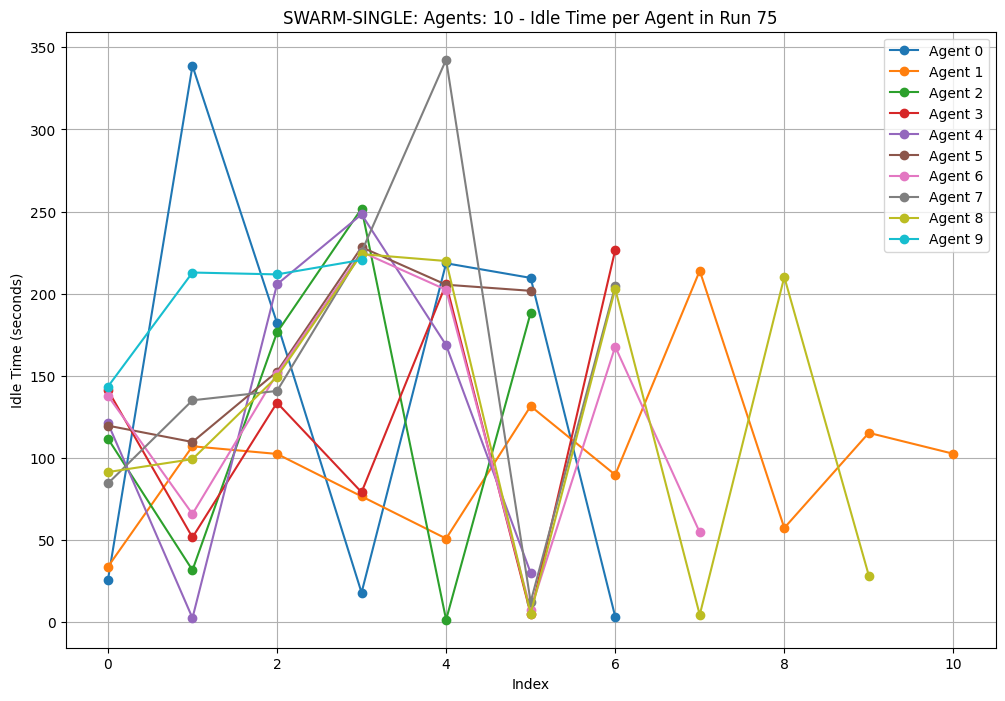 SWARM-SINGLE: Agents: 10 - Idle Time per Agent in Run 75
350
300
250
200
150
100
50
0
Idle Time (seconds)
0 2 4 6 8 10
Index
Agent 0
Agent 1
Agent 2
Agent 3
Agent 4
Agent 5
Agent 6
Agent 7
Agent 8
Agent 9